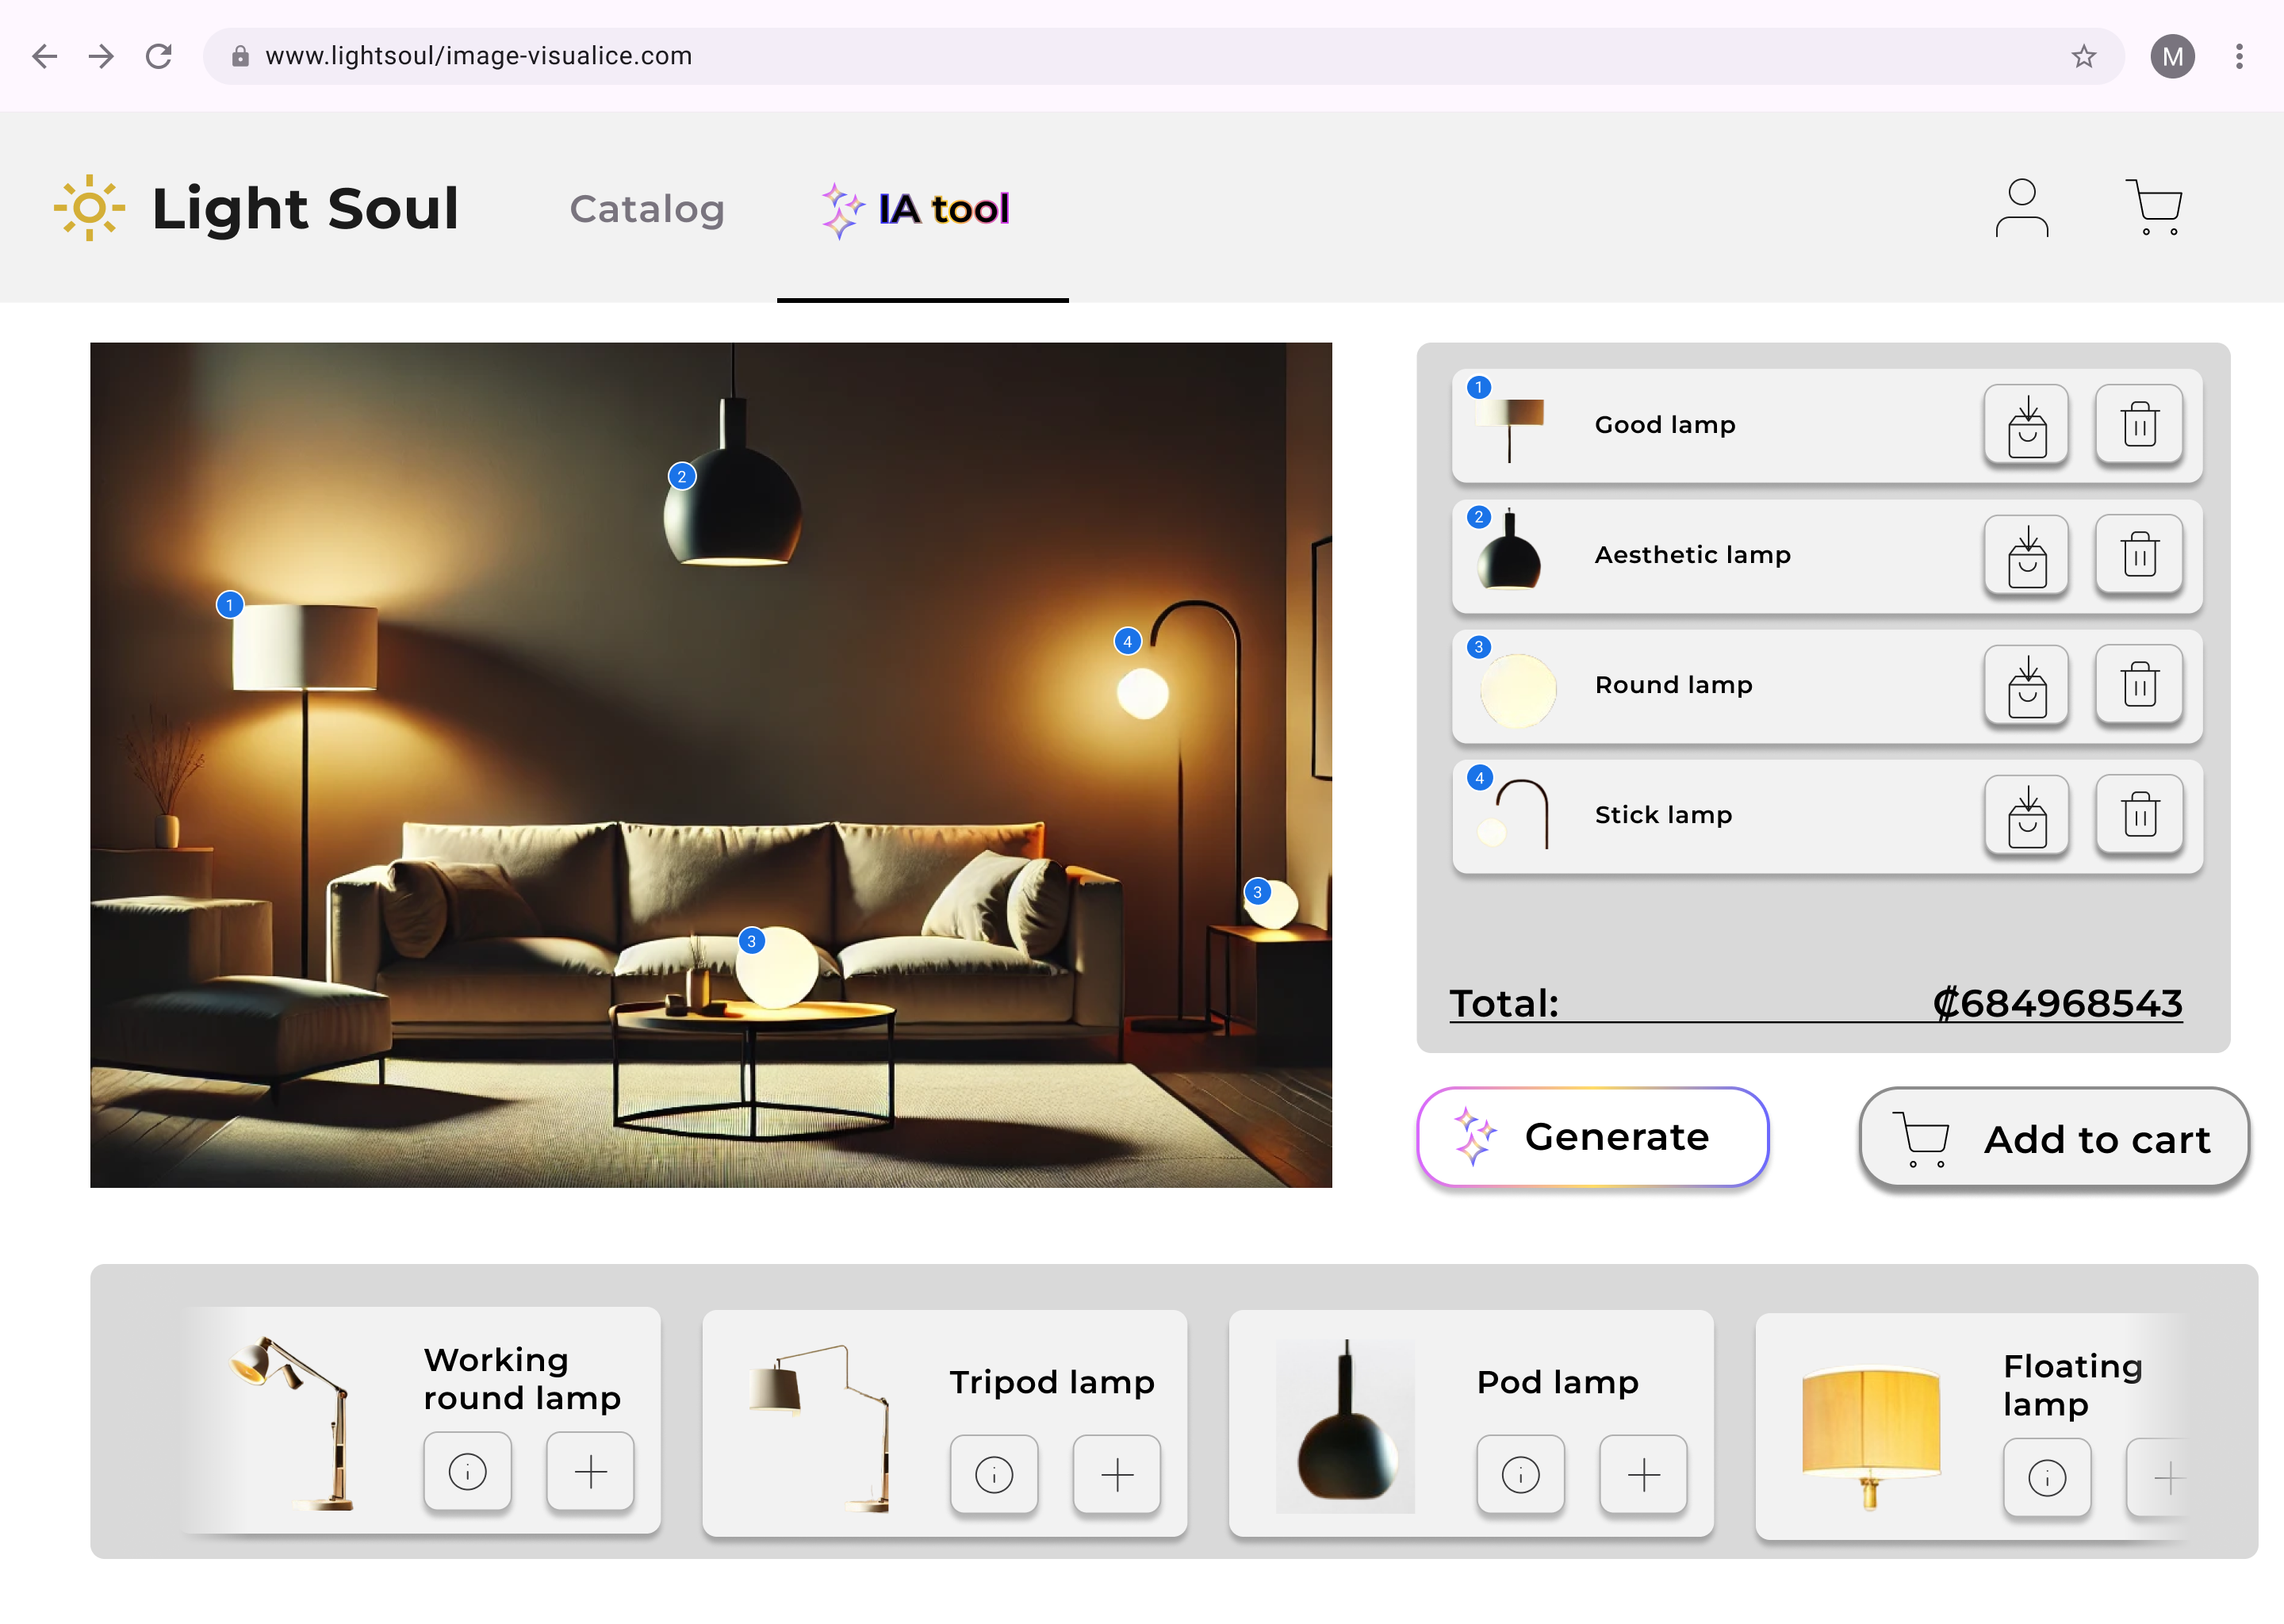 www.lightsoul/image-visualice.com
M
Light Soul
Catalog
IA tool
1
2
3
4
3
1
Good lamp
2
Aesthetic lamp
3
Round lamp
4
Stick lamp
Total: ₡684968543
Generate
Add to cart
Working
round lamp
Tripod lamp
Pod lamp
Floating
lamp